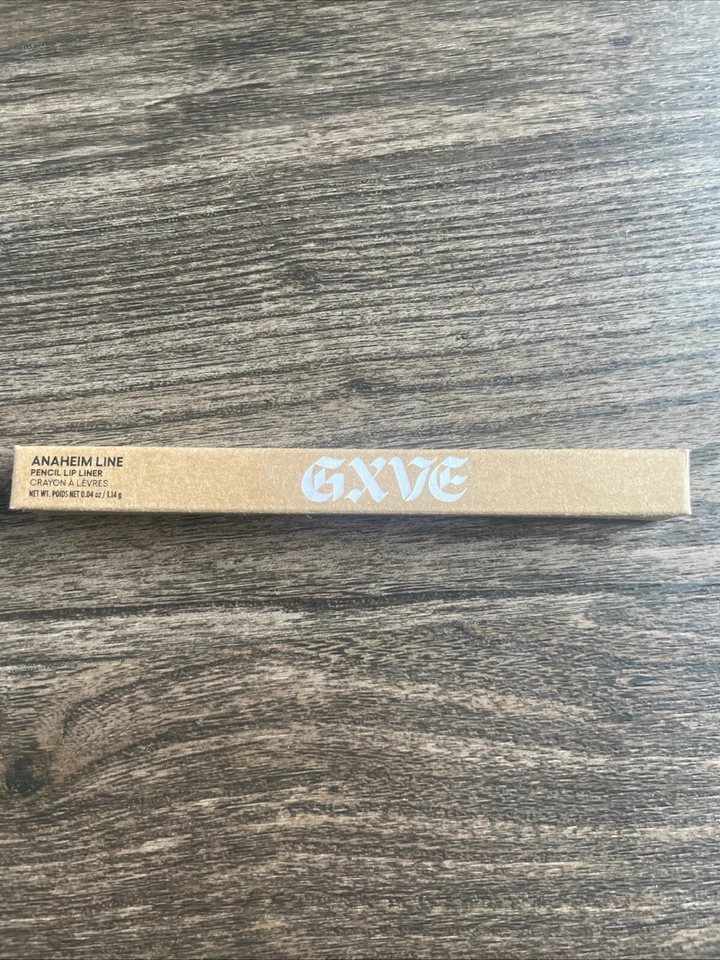 ANAHEIM LINE
PENCIL LIP LINER
CRAYON À LÈVRES
NET WT. POIDS NET 0.04 oz / 1.14 g
GXVE